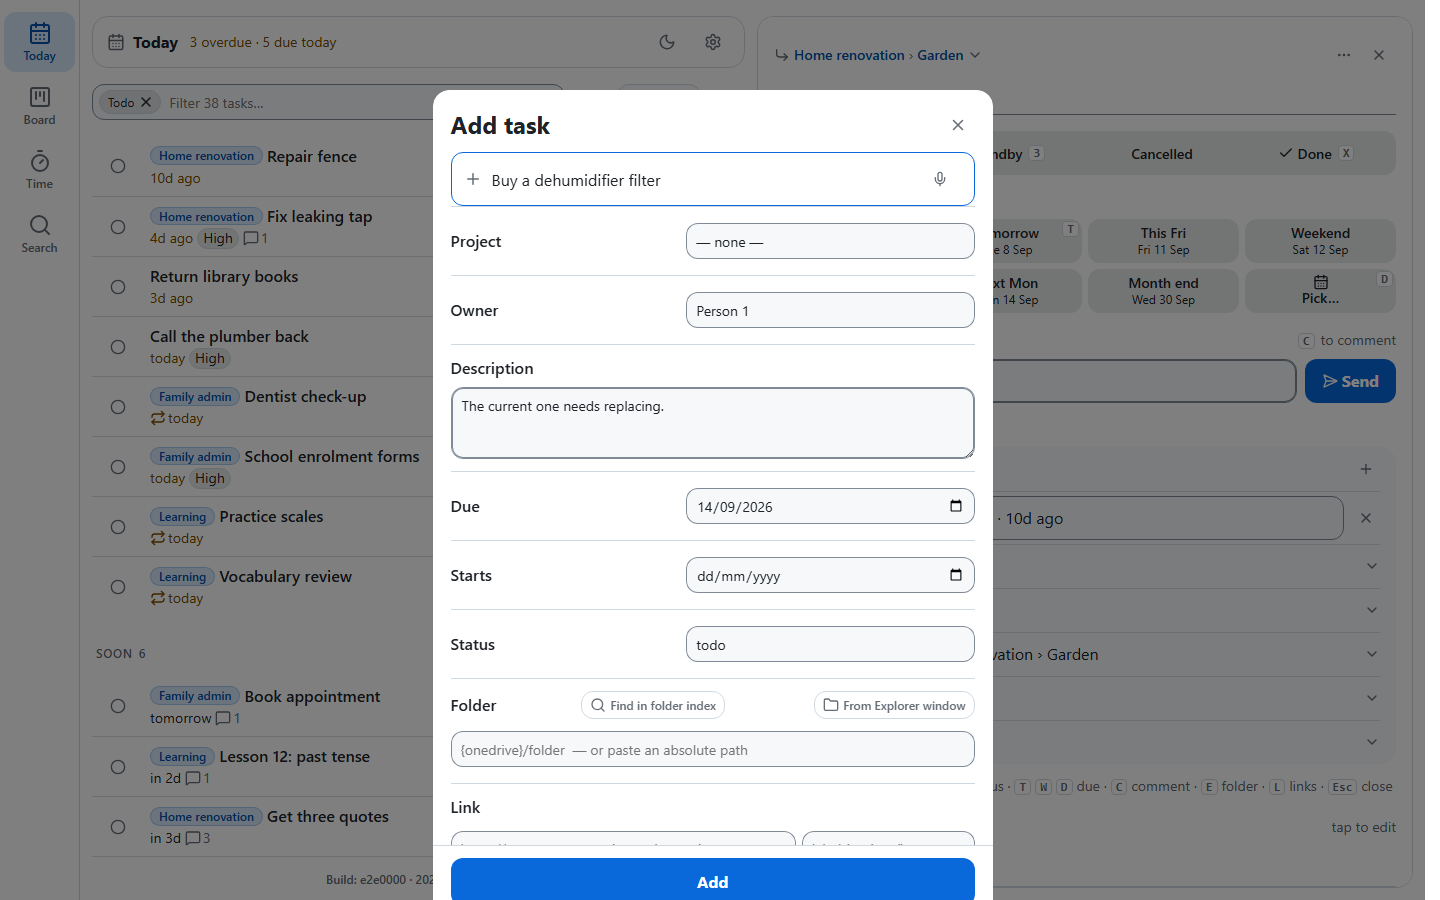 Today
Board
Time
Search
Today 3 overdue · 5 due today
Todo
Filter 38 tasks...
Home renovation Repair fence
10d ago
Home renovation Fix leaking tap
4d ago High 1
Return library books
3d ago
Call the plumber back
today High
Family admin Dentist check-up
today
Family admin School enrolment forms
today High
Learning Practice scales
today
Learning Vocabulary review
today
SOON 6
Family admin Book appointment
tomorrow 1
Learning Lesson 12: past tense
in 2d 1
Home renovation Get three quotes
in 3d 3
Build: e2e0000 · 202
Add task
Buy a dehumidifier filter
Project
— none —
Owner
Person 1
Description
The current one needs replacing.
Due
14/09/2026
Starts
dd/mm/yyyy
Status
todo
Folder
Find in folder index
From Explorer window
{onedrive}/folder — or paste an absolute path
Link
Add
Home renovation › Garden
ndby 3
Cancelled
Done X
morrow T
e 8 Sep
This Fri
Fri 11 Sep
Weekend
Sat 12 Sep
xt Mon
n 14 Sep
Month end
Wed 30 Sep
Pick... D
C to comment
Send
· 10d ago
vation › Garden
us · T W D due · C comment · E folder · L links · Esc close
tap to edit